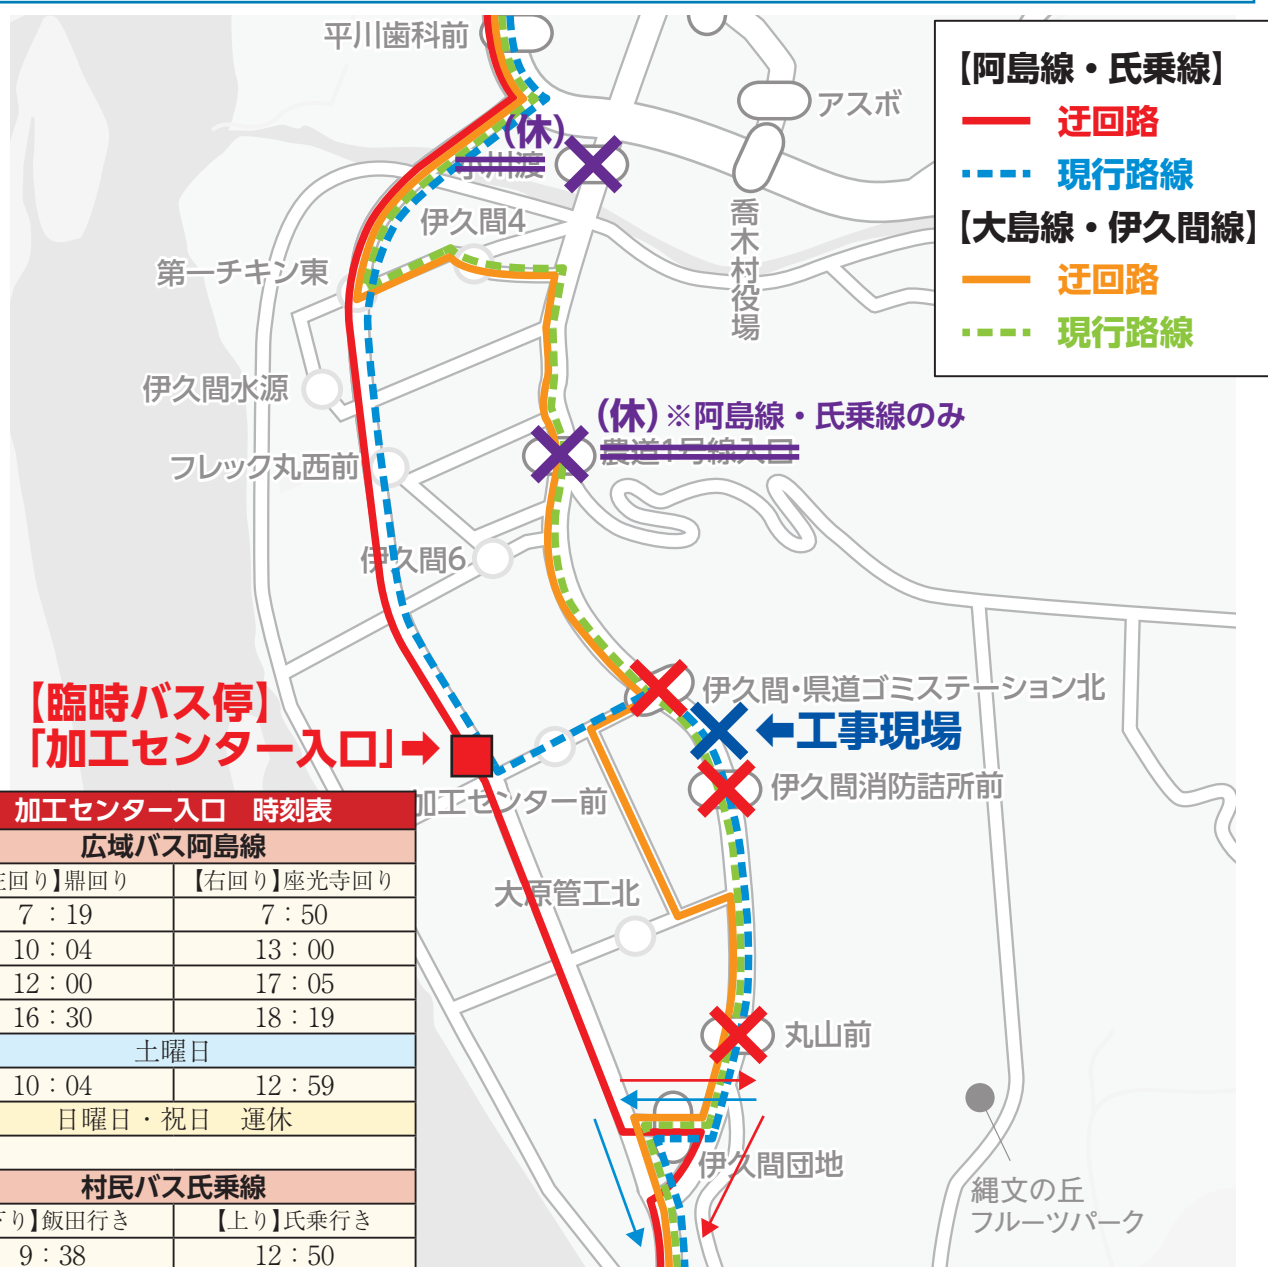 平川歯科前
アスボ
(休)
小川渡
伊久間4
喬木村役場
第一チキン東
伊久間水源
(休)※阿島線・氏乗線のみ
農道1号線入口
フレック丸西前
伊久間6
【阿島線・氏乗線】
迂回路
現行路線
【大島線・伊久間線】
迂回路
現行路線
伊久間・県道ゴミステーション北
工事現場
伊久間消防詰所前
【臨時バス停】
「加工センター入口」
加工センター前
大原管工北
丸山前
伊久間団地
縄文の丘
フルーツパーク
加工センター入口 時刻表
広域バス阿島線
回り】鼎回り 【右回り】座光寺回り
7：19 7：50
10：04 13：00
12：00 17：05
16：30 18：19
土曜日
10：04 12：59
日曜日・祝日 運休
村民バス氏乗線
り】飯田行き 【上り】氏乗行き
9：38 12：50